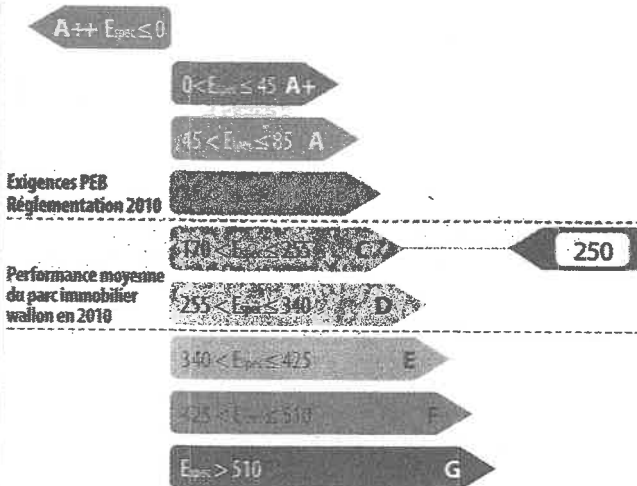 A++ Espec ≤ 0
0 < Espec ≤ 45 A+
45 < Espec ≤ 85 A
Exigences PEB
Réglementation 2010
170 < Espec ≤ 255 C
250
Performance moyenne
du parc immobilier
wallon en 2010
255 < Espec ≤ 340 D
340 < Espec ≤ 425 E
425 < Espec ≤ 510 F
Espec > 510 G